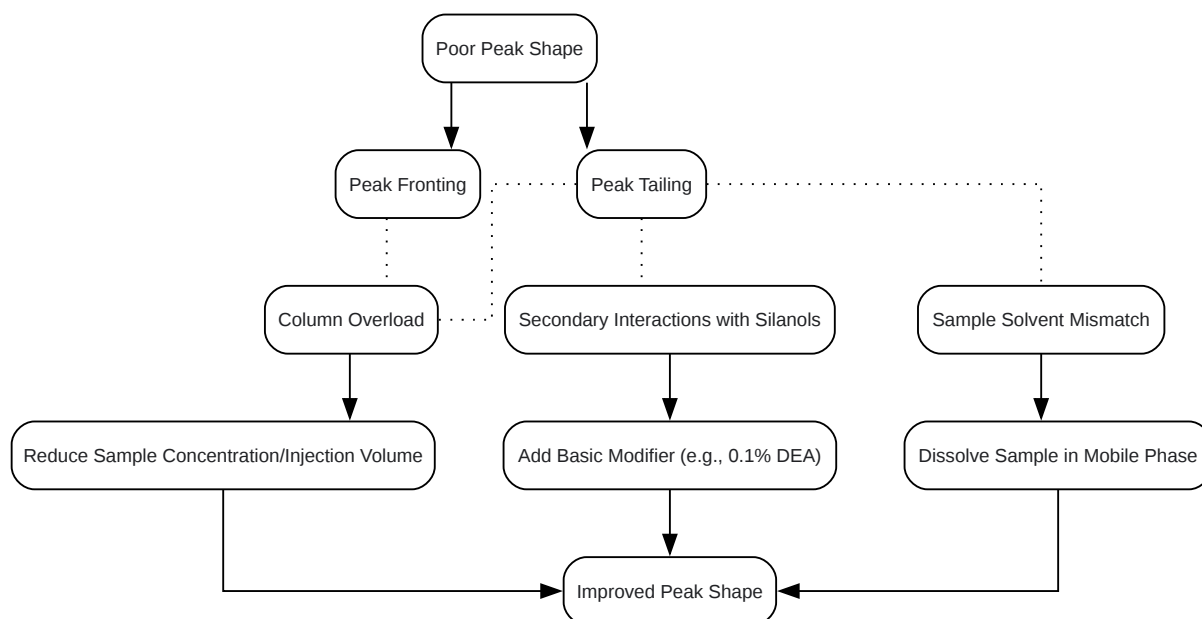 Poor Peak Shape
Peak Fronting
Peak Tailing
Column Overload
Secondary Interactions with Silanols
Sample Solvent Mismatch
Reduce Sample Concentration/Injection Volume
Add Basic Modifier (e.g., 0.1% DEA)
Dissolve Sample in Mobile Phase
Improved Peak Shape